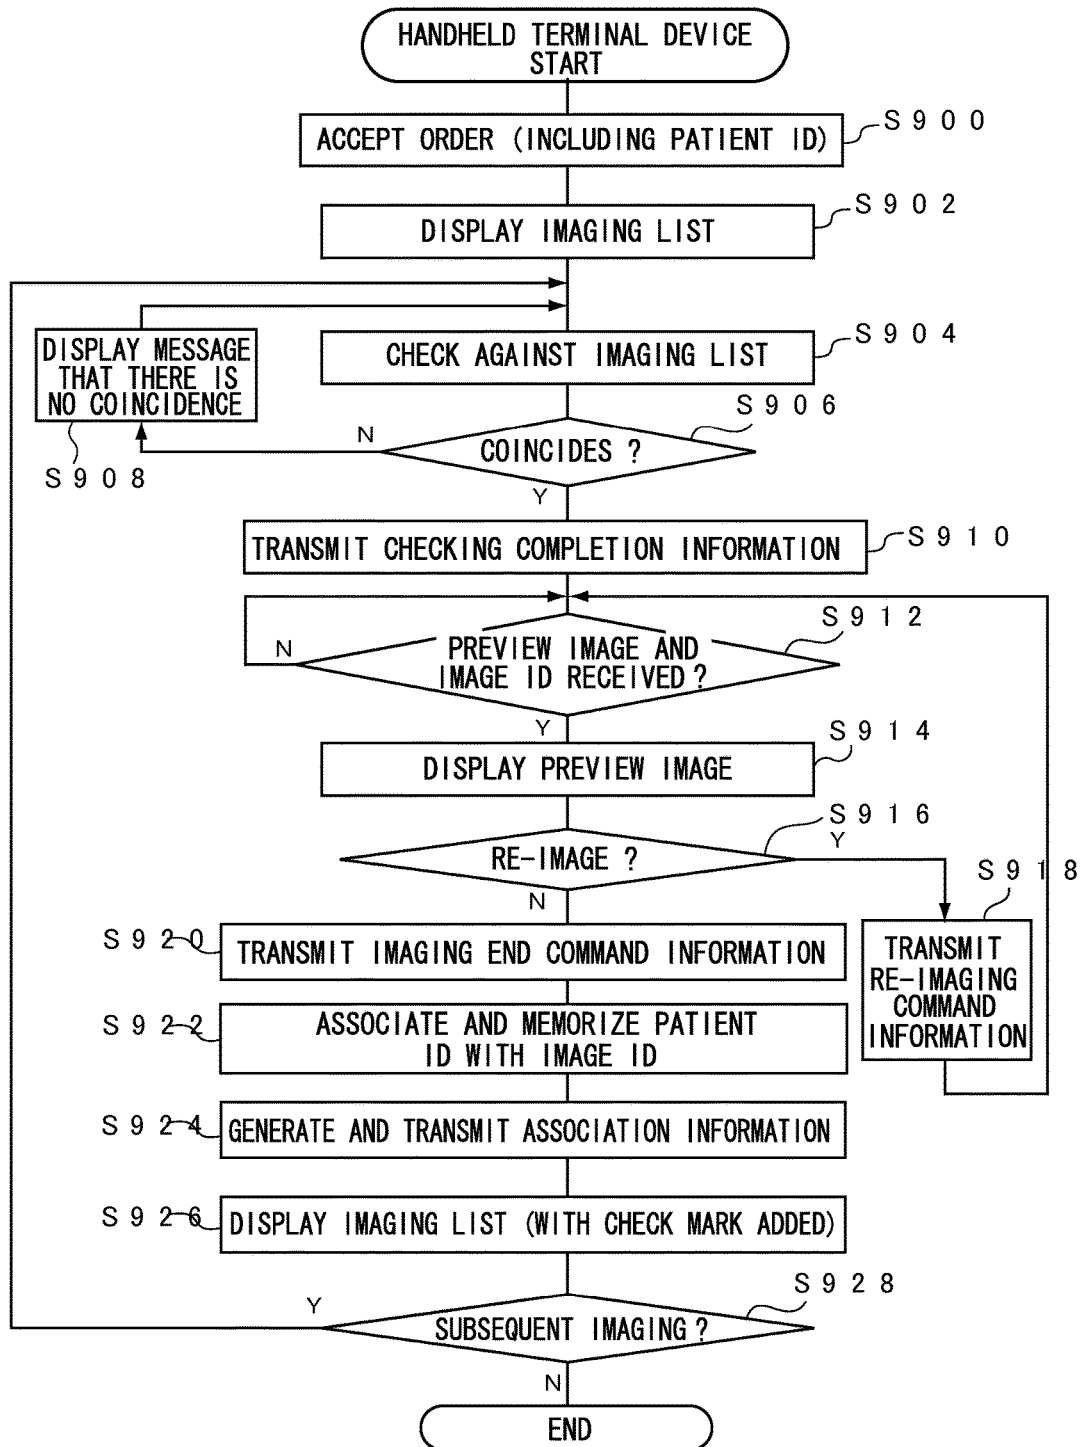 HANDHELD TERMINAL DEVICE
START
ACCEPT ORDER (INCLUDING PATIENT ID)
S900
DISPLAY IMAGING LIST
S902
CHECK AGAINST IMAGING LIST
S904
DISPLAY MESSAGE
THAT THERE IS
NO COINCIDENCE
S908
COINCIDES ?
S906
N
Y
TRANSMIT CHECKING COMPLETION INFORMATION
S910
PREVIEW IMAGE AND
IMAGE ID RECEIVED ?
S912
N
Y
DISPLAY PREVIEW IMAGE
S914
RE-IMAGE ?
S916
Y
N
S918
TRANSMIT
RE-IMAGING
COMMAND
INFORMATION
S920
TRANSMIT IMAGING END COMMAND INFORMATION
S922
ASSOCIATE AND MEMORIZE PATIENT
ID WITH IMAGE ID
S924
GENERATE AND TRANSMIT ASSOCIATION INFORMATION
S926
DISPLAY IMAGING LIST (WITH CHECK MARK ADDED)
S928
Y
SUBSEQUENT IMAGING ?
N
END